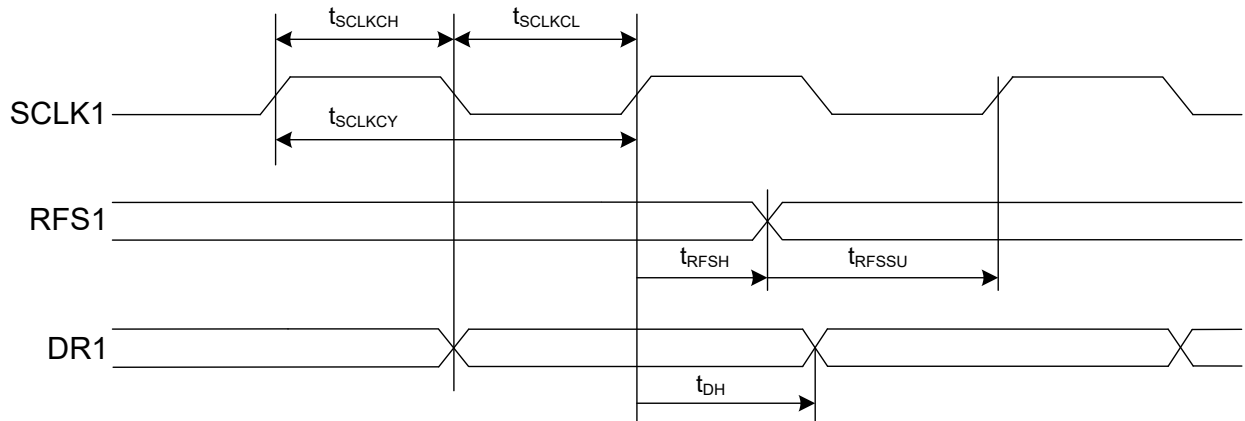 tSCLKCH tSCLKCL
SCLK1
tSCLKCY
RFS1
tRFSH tRFSSU
DR1
tDH